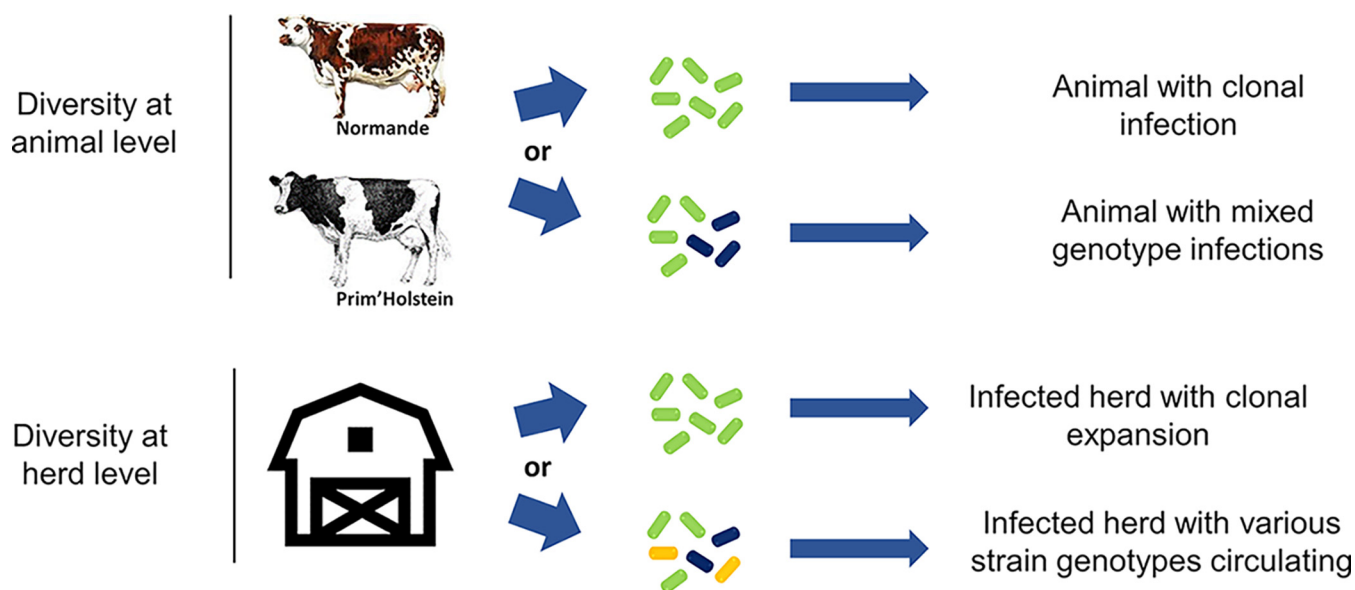 Diversity at
animal level
Normande
or
Prim'Holstein
Animal with clonal
infection
Animal with mixed
genotype infections
Diversity at
herd level
or
Infected herd with clonal
expansion
Infected herd with various
strain genotypes circulating